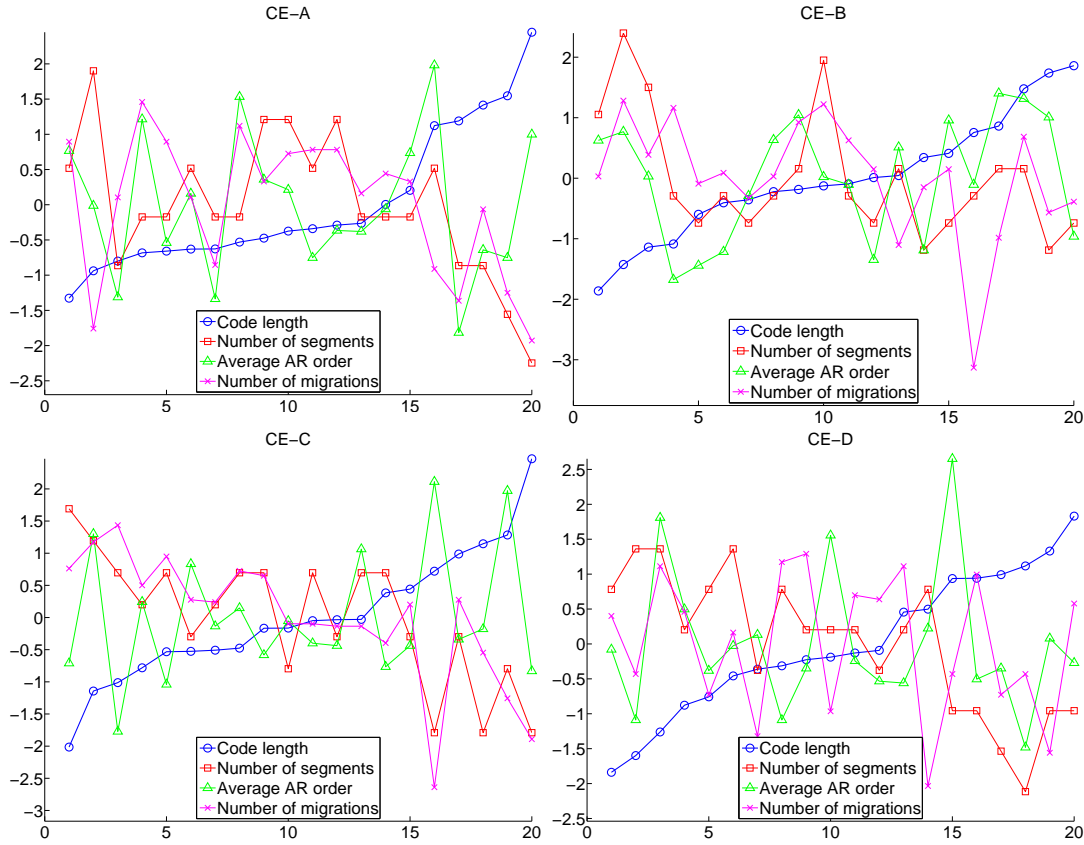 CE−A
2
1.5
1
0.5
0
−0.5
−1
−1.5
−2
−2.5
0 5 10 15 20
Code length
Number of segments
Average AR order
Number of migrations
CE−B
2
1
0
−1
−2
−3
0 5 10 15 20
Code length
Number of segments
Average AR order
Number of migrations
CE−C
2
1.5
1
0.5
0
−0.5
−1
−1.5
−2
−2.5
−3
0 5 10 15 20
Code length
Number of segments
Average AR order
Number of migrations
CE−D
2.5
2
1.5
1
0.5
0
−0.5
−1
−1.5
−2
−2.5
0 5 10 15 20
Code length
Number of segments
Average AR order
Number of migrations